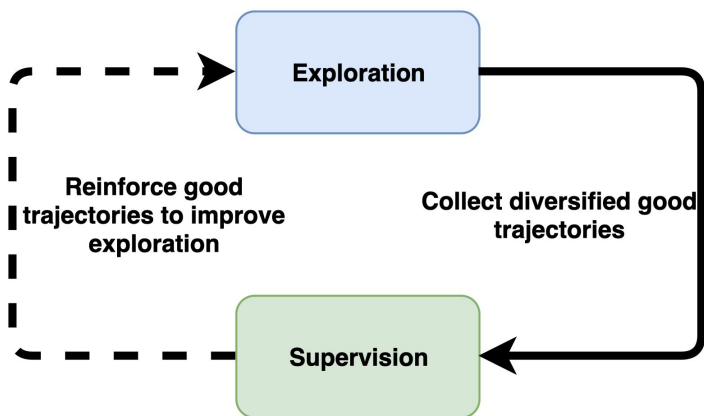 Exploration
Reinforce good
trajectories to improve
exploration
Collect diversified good
trajectories
Supervision